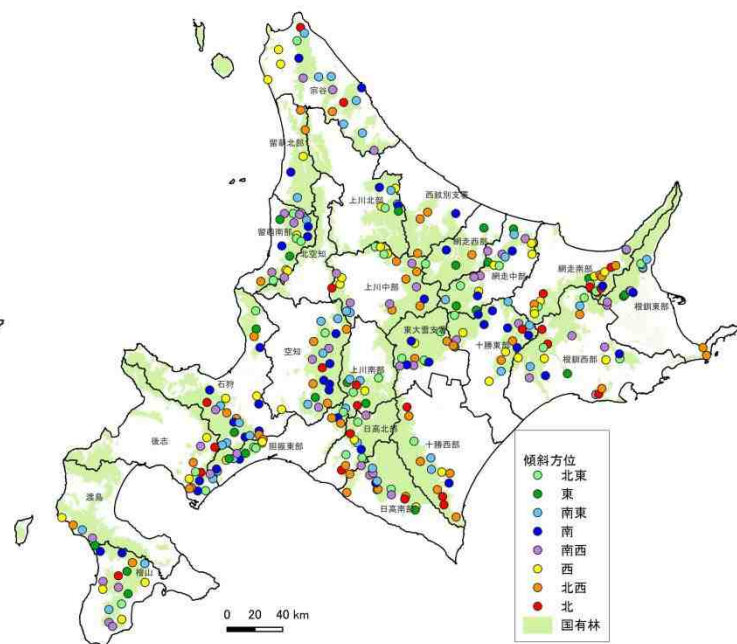 宗谷
留萌北部
上川北部
西紋別支署
留萌南部
北空知
網走西部
網走中部
網走南部
上川中部
根釧東部
東大雪支署
十勝東部
空知
上川南部
根釧西部
石狩
日高北部
後志
胆振東部
十勝西部
渡島
日高南部
檜山
傾斜方位
北東
東
南東
南
南西
西
北西
北
国有林
0 20 40 km